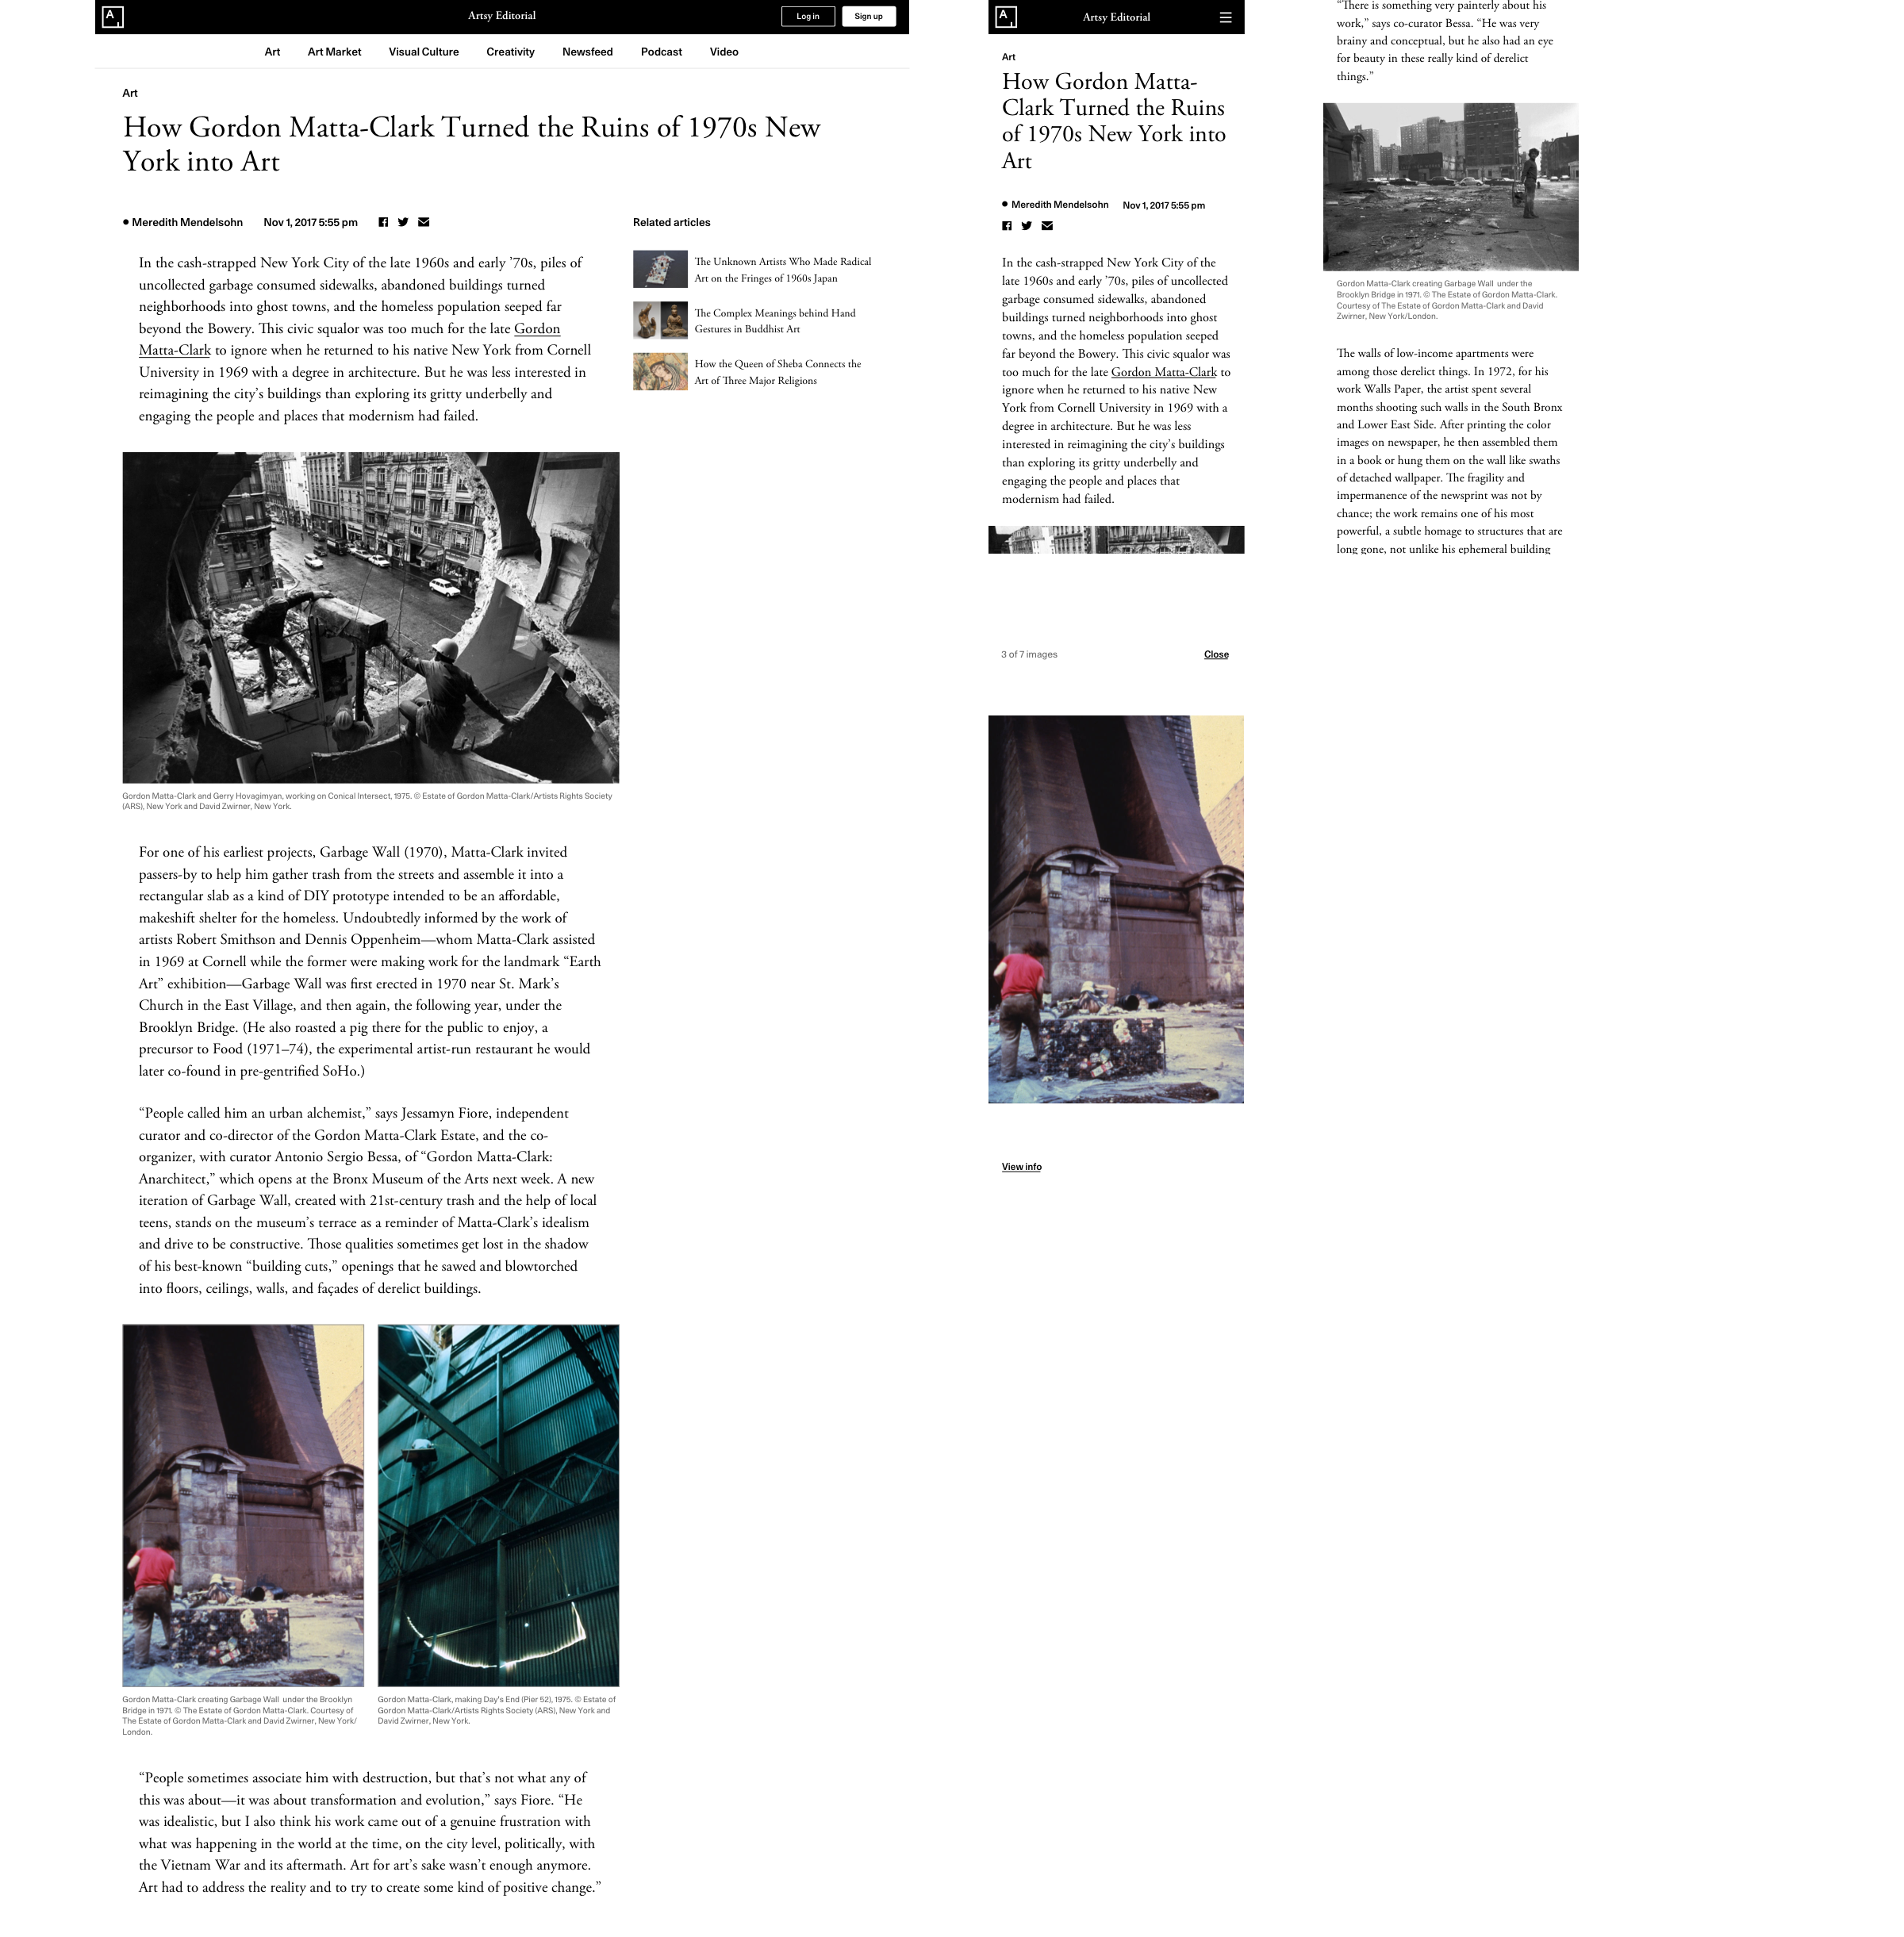 A
Artsy Editorial
Log in
Sign up
Art
Art Market
Visual Culture
Creativity
Newsfeed
Podcast
Video
Art
How Gordon Matta-Clark Turned the Ruins of 1970s New
York into Art
Meredith Mendelsohn
Nov 1, 2017 5:55 pm
In the cash-strapped New York City of the late 1960s and early ’70s, piles of
uncollected garbage consumed sidewalks, abandoned buildings turned
neighborhoods into ghost towns, and the homeless population seeped far
beyond the Bowery. This civic squalor was too much for the late Gordon
Matta-Clark to ignore when he returned to his native New York from Cornell
University in 1969 with a degree in architecture. But he was less interested in
reimagining the city’s buildings than exploring its gritty underbelly and
engaging the people and places that modernism had failed.
Related articles
The Unknown Artists Who Made Radical
Art on the Fringes of 1960s Japan
The Complex Meanings behind Hand
Gestures in Buddhist Art
How the Queen of Sheba Connects the
Art of Three Major Religions
Gordon Matta-Clark and Gerry Hovagimyan, working on Conical Intersect, 1975. © Estate of Gordon Matta-Clark/Artists Rights Society
(ARS), New York and David Zwirner, New York.
For one of his earliest projects, Garbage Wall (1970), Matta-Clark invited
passers-by to help him gather trash from the streets and assemble it into a
rectangular slab as a kind of DIY prototype intended to be an affordable,
makeshift shelter for the homeless. Undoubtedly informed by the work of
artists Robert Smithson and Dennis Oppenheim—whom Matta-Clark assisted
in 1969 at Cornell while the former were making work for the landmark “Earth
Art” exhibition—Garbage Wall was first erected in 1970 near St. Mark’s
Church in the East Village, and then again, the following year, under the
Brooklyn Bridge. (He also roasted a pig there for the public to enjoy, a
precursor to Food (1971–74), the experimental artist-run restaurant he would
later co-found in pre-gentrified SoHo.)
“People called him an urban alchemist,” says Jessamyn Fiore, independent
curator and co-director of the Gordon Matta-Clark Estate, and the co-
organizer, with curator Antonio Sergio Bessa, of “Gordon Matta-Clark:
Anarchitect,” which opens at the Bronx Museum of the Arts next week. A new
iteration of Garbage Wall, created with 21st-century trash and the help of local
teens, stands on the museum’s terrace as a reminder of Matta-Clark’s idealism
and drive to be constructive. Those qualities sometimes get lost in the shadow
of his best-known “building cuts,” openings that he sawed and blowtorched
into floors, ceilings, walls, and façades of derelict buildings.
Gordon Matta-Clark creating Garbage Wall under the Brooklyn
Bridge in 1971. © The Estate of Gordon Matta-Clark. Courtesy of
The Estate of Gordon Matta-Clark and David Zwirner, New York/
London.
Gordon Matta-Clark, making Day’s End (Pier 52), 1975. © Estate of
Gordon Matta-Clark/Artists Rights Society (ARS), New York and
David Zwirner, New York.
“People sometimes associate him with destruction, but that’s not what any of
this was about—it was about transformation and evolution,” says Fiore. “He
was idealistic, but I also think his work came out of a genuine frustration with
what was happening in the world at the time, on the city level, politically, with
the Vietnam War and its aftermath. Art for art’s sake wasn’t enough anymore.
Art had to address the reality and to try to create some kind of positive change.”
A
Artsy Editorial
Art
How Gordon Matta-
Clark Turned the Ruins
of 1970s New York into
Art
Meredith Mendelsohn
Nov 1, 2017 5:55 pm
In the cash-strapped New York City of the
late 1960s and early ’70s, piles of uncollected
garbage consumed sidewalks, abandoned
buildings turned neighborhoods into ghost
towns, and the homeless population seeped
far beyond the Bowery. This civic squalor was
too much for the late Gordon Matta-Clark to
ignore when he returned to his native New
York from Cornell University in 1969 with a
degree in architecture. But he was less
interested in reimagining the city’s buildings
than exploring its gritty underbelly and
engaging the people and places that
modernism had failed.
3 of 7 images
Close
View info
“There is something very painterly about his
work,” says co-curator Bessa. “He was very
brainy and conceptual, but he also had an eye
for beauty in these really kind of derelict
things.”
Gordon Matta-Clark creating Garbage Wall under the
Brooklyn Bridge in 1971. © The Estate of Gordon Matta-Clark.
Courtesy of The Estate of Gordon Matta-Clark and David
Zwirner, New York/London.
The walls of low-income apartments were
among those derelict things. In 1972, for his
work Walls Paper, the artist spent several
months shooting such walls in the South Bronx
and Lower East Side. After printing the color
images on newspaper, he then assembled them
in a book or hung them on the wall like swaths
of detached wallpaper. The fragility and
impermanence of the newsprint was not by
chance; the work remains one of his most
powerful, a subtle homage to structures that are
long gone, not unlike his ephemeral building